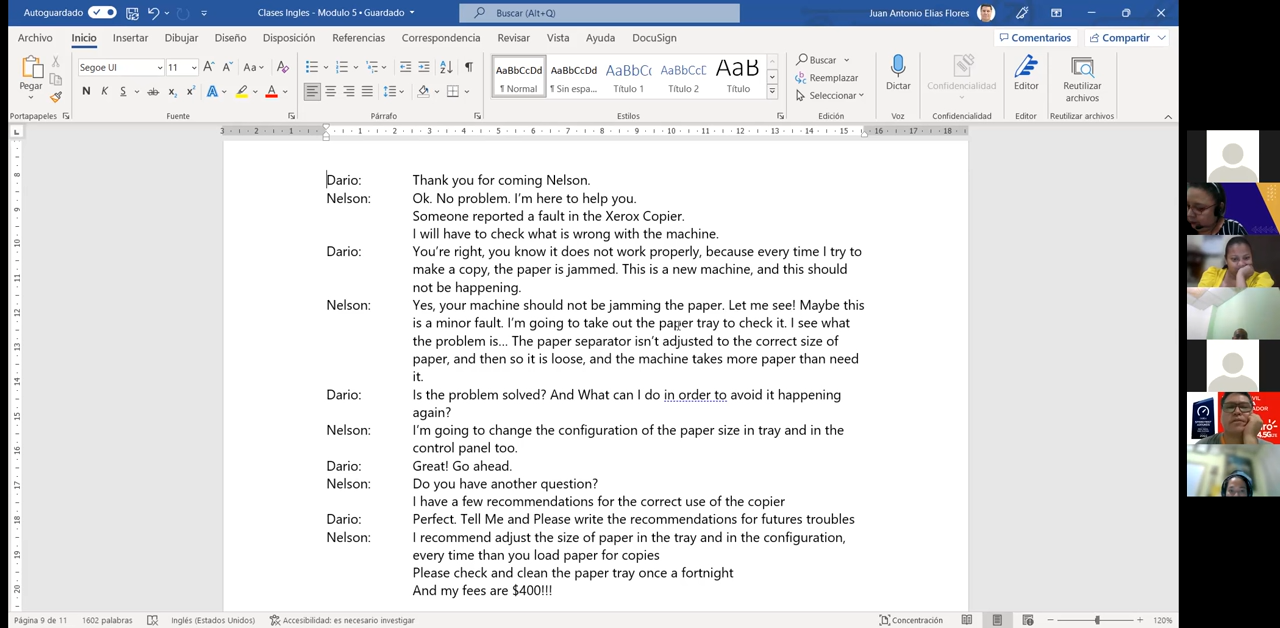 Autoguardado
Clases Ingles - Modulo 5 • Guardado
Buscar (Alt+Q)
Juan Antonio Elias Flores
Archivo Inicio Insertar Dibujar Diseño Disposición Referencias Correspondencia Revisar Vista Ayuda DocuSign
Comentarios Compartir
Pegar
Segoe UI 11
N K S ab
AaBbCcDd AaBbCcDd AaBbCc AaBbCcC AaB
¶ Normal ¶ Sin espa... Título 1 Título 2 Título
Buscar
Reemplazar
Seleccionar
Dictar
Confidencialidad
Editor
Reutilizar archivos
Portapapeles Fuente Párrafo Estilos Edición Voz Confidencialidad Editor Reutilizar archivos
Dario: Thank you for coming Nelson.
Nelson: Ok. No problem. I'm here to help you.
Someone reported a fault in the Xerox Copier.
I will have to check what is wrong with the machine.
Dario: You're right, you know it does not work properly, because every time I try to
make a copy, the paper is jammed. This is a new machine, and this should
not be happening.
Nelson: Yes, your machine should not be jamming the paper. Let me see! Maybe this
is a minor fault. I'm going to take out the paper tray to check it. I see what
the problem is... The paper separator isn't adjusted to the correct size of
paper, and then so it is loose, and the machine takes more paper than need
it.
Dario: Is the problem solved? And What can I do in order to avoid it happening
again?
Nelson: I'm going to change the configuration of the paper size in tray and in the
control panel too.
Dario: Great! Go ahead.
Nelson: Do you have another question?
I have a few recommendations for the correct use of the copier
Dario: Perfect. Tell Me and Please write the recommendations for futures troubles
Nelson: I recommend adjust the size of paper in the tray and in the configuration,
every time than you load paper for copies
Please check and clean the paper tray once a fortnight
And my fees are $400!!!
Página 9 de 11 1602 palabras Inglés (Estados Unidos) Accesibilidad: es necesario investigar Concentración 120%